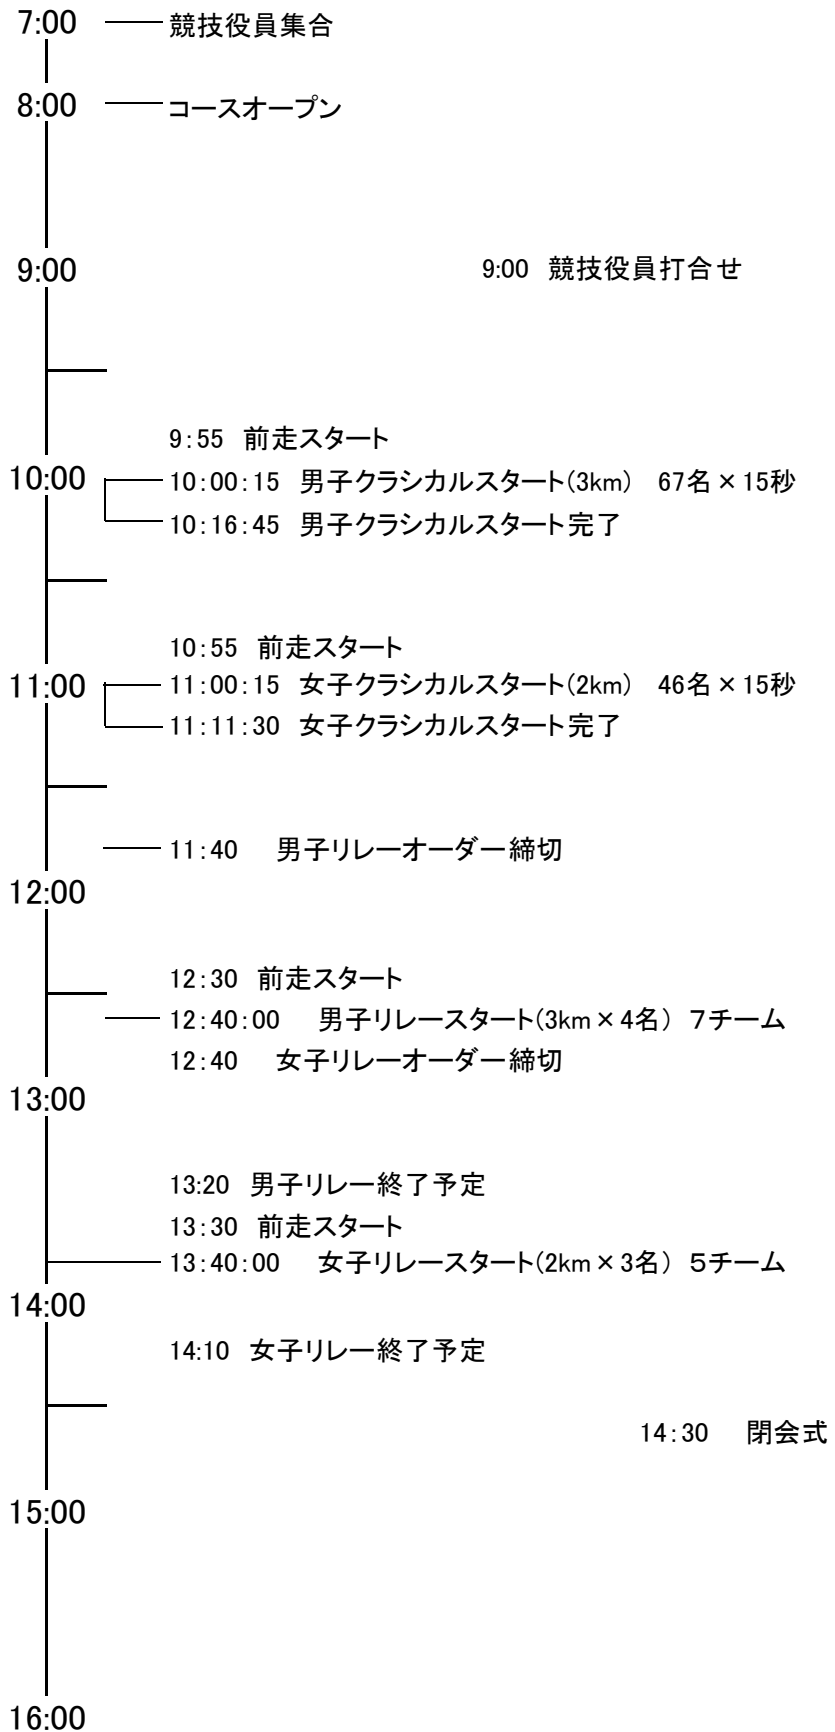 7:00 競技役員集合
8:00 コースオープン
9:00 9:00 競技役員打合せ
9:55 前走スタート
10:00 10:00:15 男子クラシカルスタート(3km) 67名×15秒
10:16:45 男子クラシカルスタート完了
10:55 前走スタート
11:00 11:00:15 女子クラシカルスタート(2km) 46名×15秒
11:11:30 女子クラシカルスタート完了
11:40 男子リレーオーダー締切
12:00
12:30 前走スタート
12:40:00 男子リレースタート(3km×4名) 7チーム
12:40 女子リレーオーダー締切
13:00
13:20 男子リレー終了予定
13:30 前走スタート
13:40:00 女子リレースタート(2km×3名) 5チーム
14:00
14:10 女子リレー終了予定
14:30 閉会式
15:00
16:00